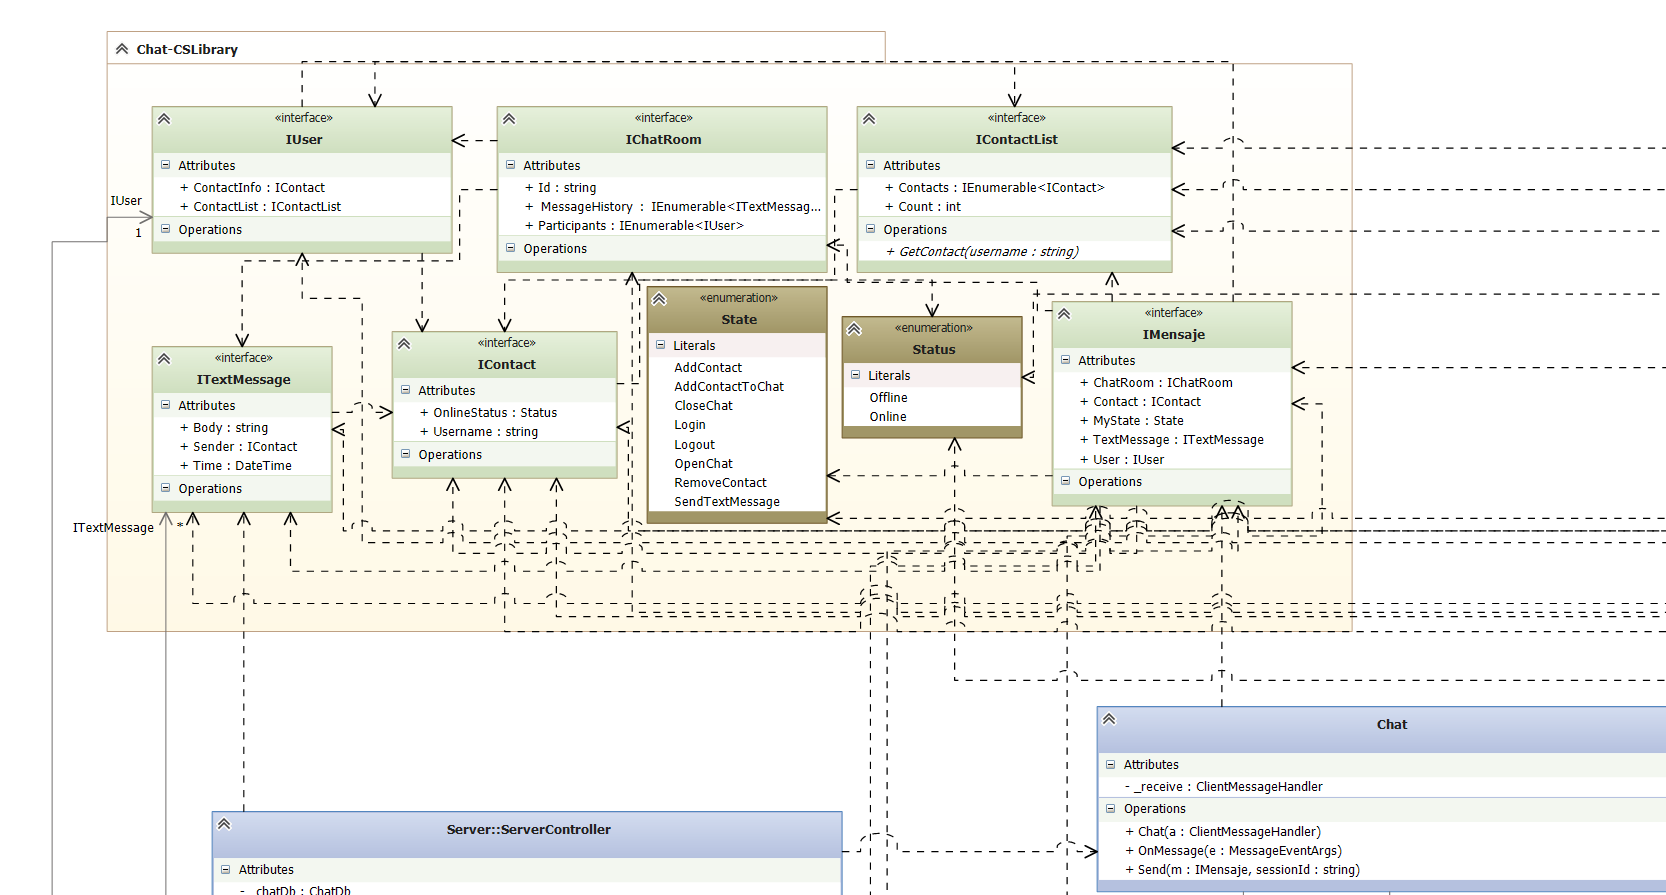 Chat-CSLibrary
«interface»
IUser
Attributes
+ ContactInfo : IContact
+ ContactList : IContactList
Operations
«interface»
IChatRoom
Attributes
+ Id : string
+ MessageHistory : IEnumerable<ITextMessag...
+ Participants : IEnumerable<IUser>
Operations
«interface»
IContactList
Attributes
+ Contacts : IEnumerable<IContact>
+ Count : int
Operations
+ GetContact(username : string)
IUser
1
«interface»
ITextMessage
Attributes
+ Body : string
+ Sender : IContact
+ Time : DateTime
Operations
«interface»
IContact
Attributes
+ OnlineStatus : Status
+ Username : string
Operations
«enumeration»
State
Literals
AddContact
AddContactToChat
CloseChat
Login
Logout
OpenChat
RemoveContact
SendTextMessage
«enumeration»
Status
Literals
Offline
Online
«interface»
IMensaje
Attributes
+ ChatRoom : IChatRoom
+ Contact : IContact
+ MyState : State
+ TextMessage : ITextMessage
+ User : IUser
Operations
ITextMessage
*
Chat
Attributes
- _receive : ClientMessageHandler
Operations
+ Chat(a : ClientMessageHandler)
+ OnMessage(e : MessageEventArgs)
+ Send(m : IMensaje, sessionId : string)
Server::ServerController
Attributes
- chatDb : ChatDb